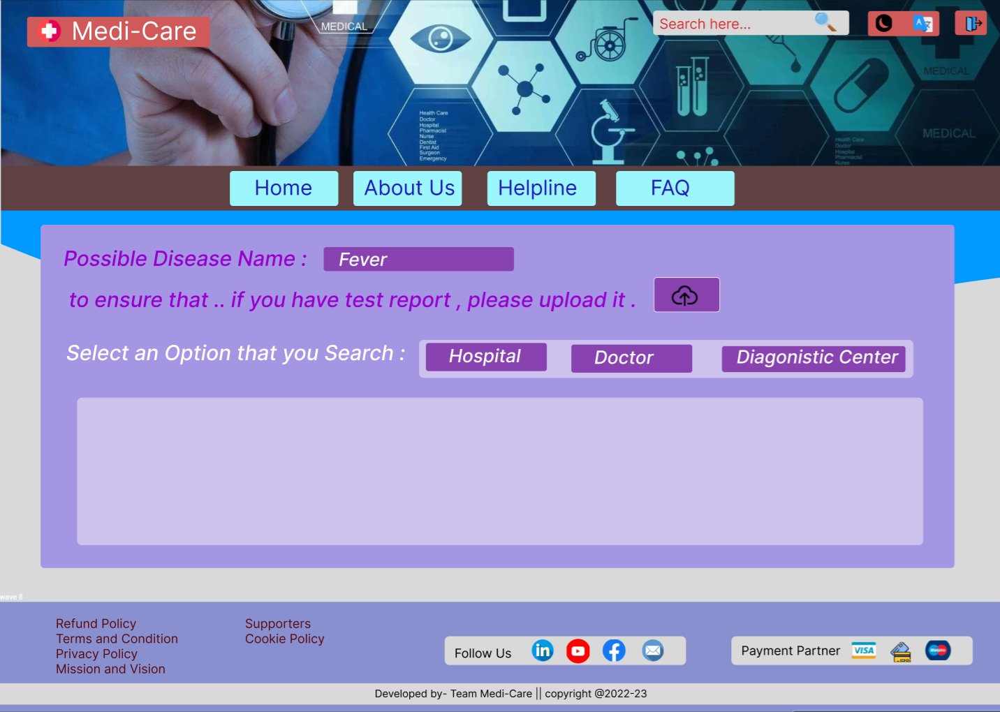 Medi-Care
MEDICAL
Search here...
MEDICAL
Health Care
Doctor
Hospital
Pharmacist
Nurse
Dentist
First Aid
Surgeon
Emergency
MEDICAL
Health Care
Doctor
Hospital
Pharmacist
Nurse
Home
About Us
Helpline
FAQ
Possible Disease Name :
Fever
to ensure that .. if you have test report , please upload it .
Select an Option that you Search :
Hospital
Doctor
Diagonistic Center
wave 8
Refund Policy
Terms and Condition
Privacy Policy
Mission and Vision
Supporters
Cookie Policy
Follow Us
in
Payment Partner
VISA
Maestro
Developed by- Team Medi-Care || copyright @2022-23